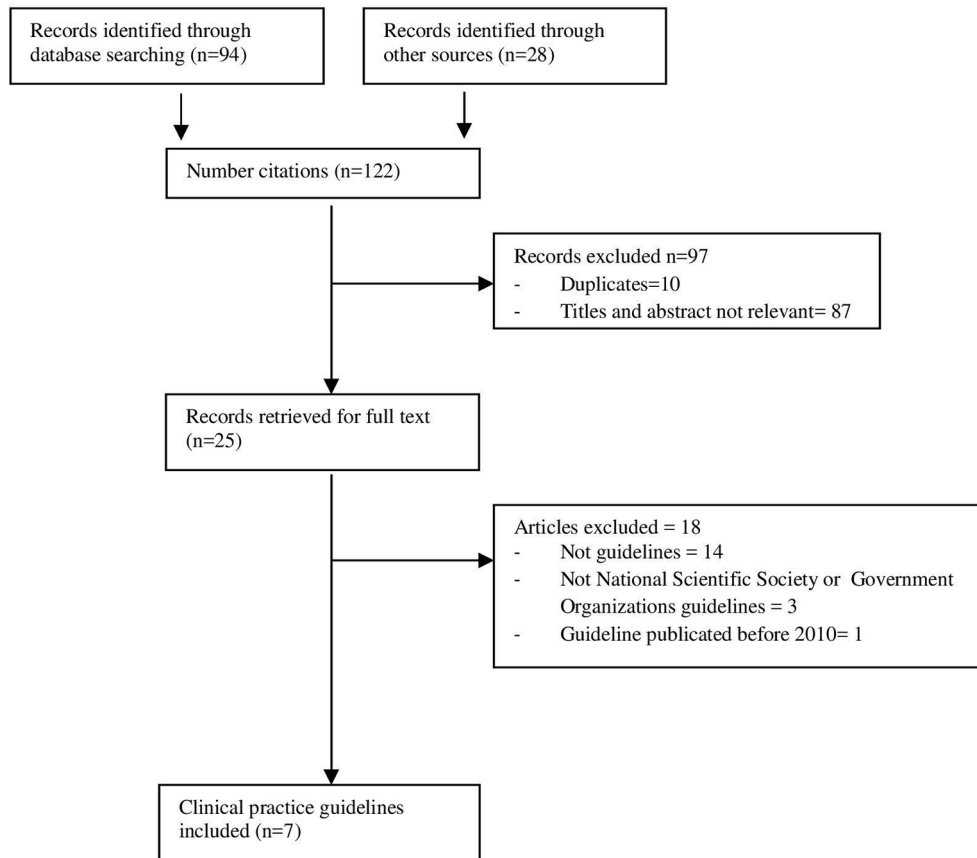 Records identified through
database searching (n=94)
Records identified through
other sources (n=28)
Number citations (n=122)
Records excluded n=97
- Duplicates=10
- Titles and abstract not relevant= 87
Records retrieved for full text
(n=25)
Articles excluded = 18
- Not guidelines = 14
- Not National Scientific Society or Government
Organizations guidelines = 3
- Guideline publicated before 2010= 1
Clinical practice guidelines
included (n=7)